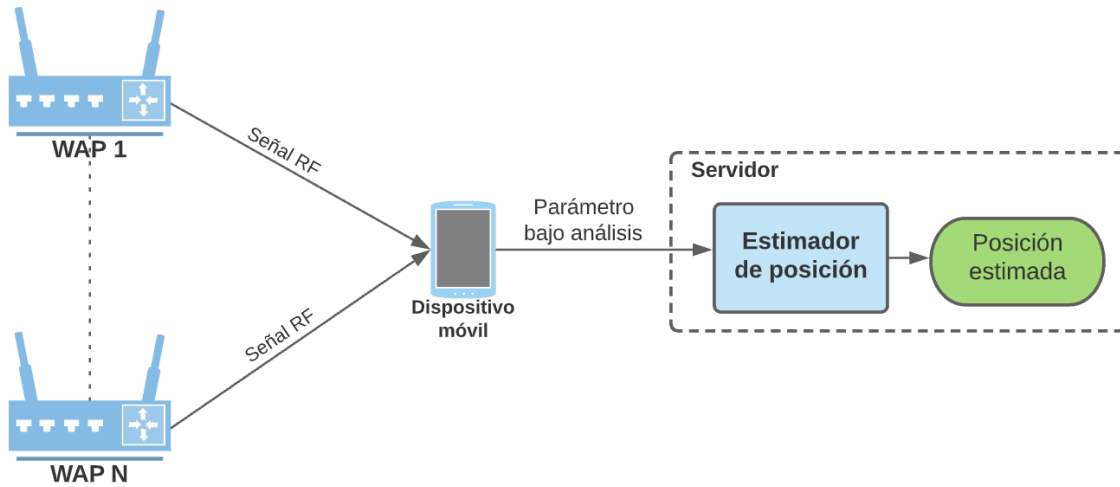 WAP 1
Señal RF
Señal RF
WAP N
Dispositivo
móvil
Parámetro
bajo análisis
Servidor
Estimador
de posición
Posición
estimada